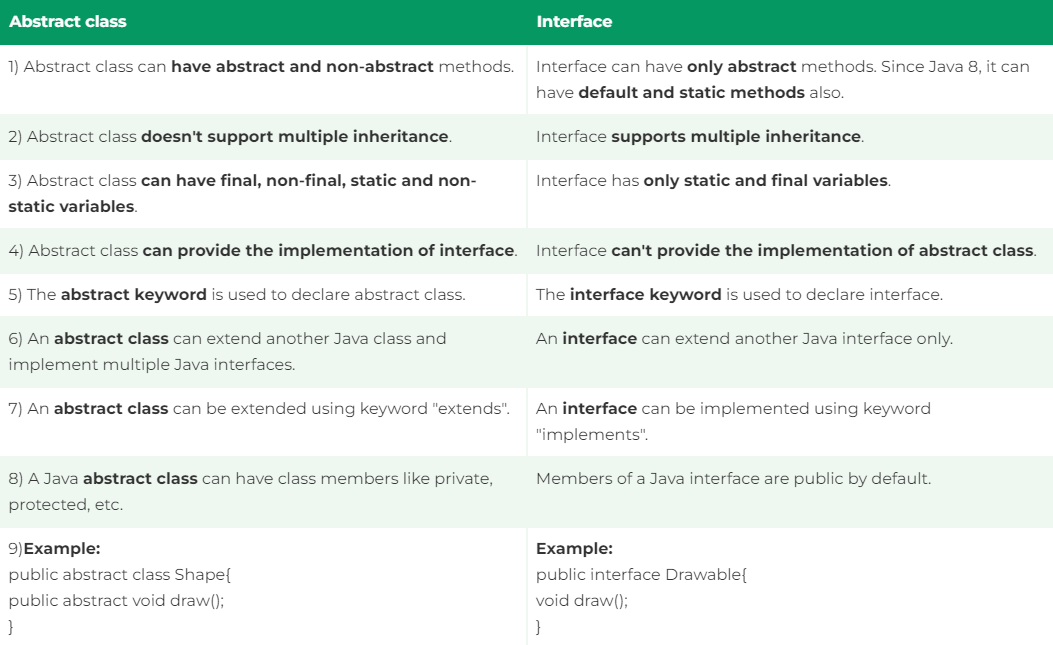 Abstract class
Interface
1) Abstract class can have abstract and non-abstract methods.
Interface can have only abstract methods. Since Java 8, it can
have default and static methods also.
2) Abstract class doesn't support multiple inheritance.
Interface supports multiple inheritance.
3) Abstract class can have final, non-final, static and non-
static variables.
Interface has only static and final variables.
4) Abstract class can provide the implementation of interface.
Interface can't provide the implementation of abstract class.
5) The abstract keyword is used to declare abstract class.
The interface keyword is used to declare interface.
6) An abstract class can extend another Java class and
implement multiple Java interfaces.
An interface can extend another Java interface only.
7) An abstract class can be extended using keyword "extends".
An interface can be implemented using keyword
"implements".
8) A Java abstract class can have class members like private,
protected, etc.
Members of a Java interface are public by default.
9)Example:
public abstract class Shape{
public abstract void draw();
}
Example:
public interface Drawable{
void draw();
}